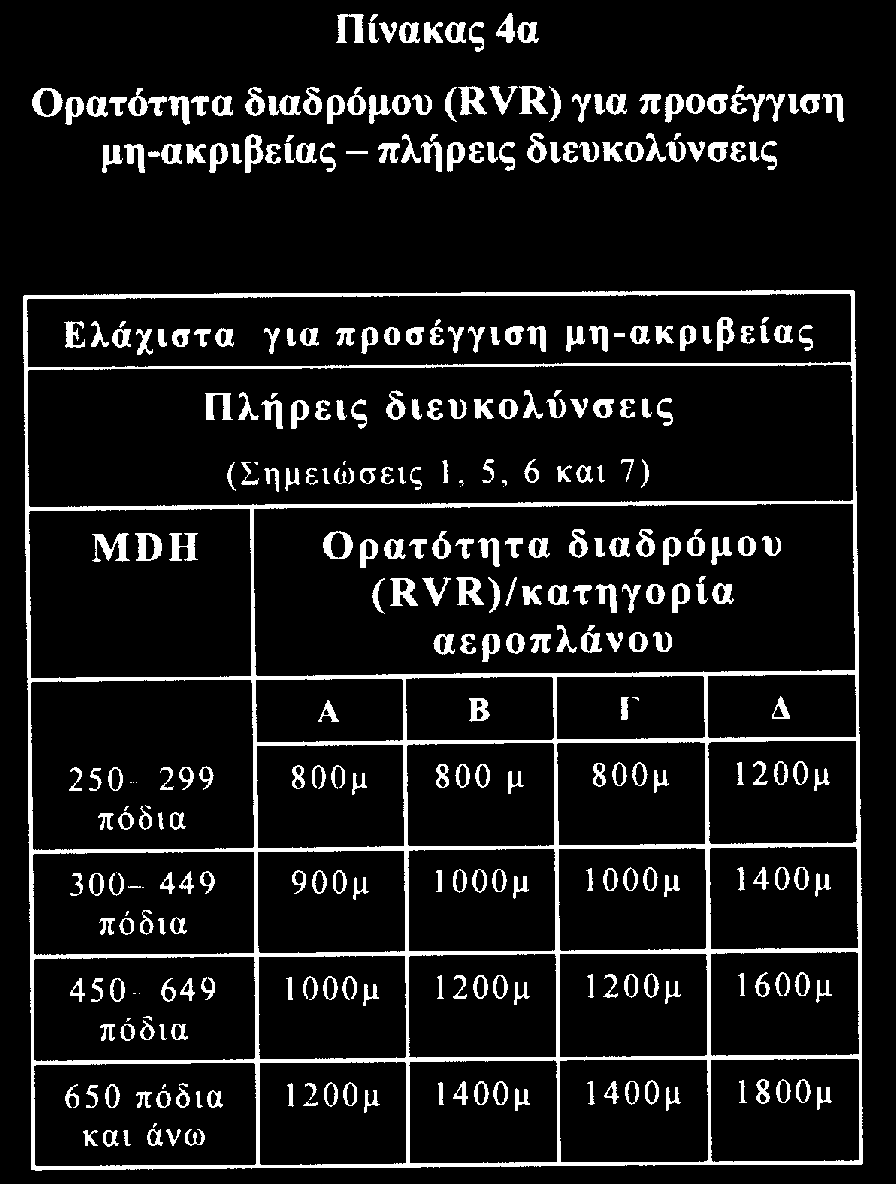 Πίνακας 4α
Ορατότητα διαδρόμου (RVR) για προσέγγιση
μη-ακριβείας – πλήρεις διευκολύνσεις
Ελάχιστα για προσέγγιση μη-ακριβείας
Πλήρεις διευκολύνσεις
(Σημειώσεις 1, 5, 6 και 7)
MDH Ορατότητα διαδρόμου
(RVR)/κατηγορία
αεροπλάνου
Α Β Γ Δ
250- 299 800μ 800 μ 800μ 1200μ
πόδια
300– 449 900μ 1000μ 1000μ 1400μ
πόδια
450- 649 1000μ 1200μ 1200μ 1600μ
πόδια
650 πόδια 1200μ 1400μ 1400μ 1800μ
και άνω